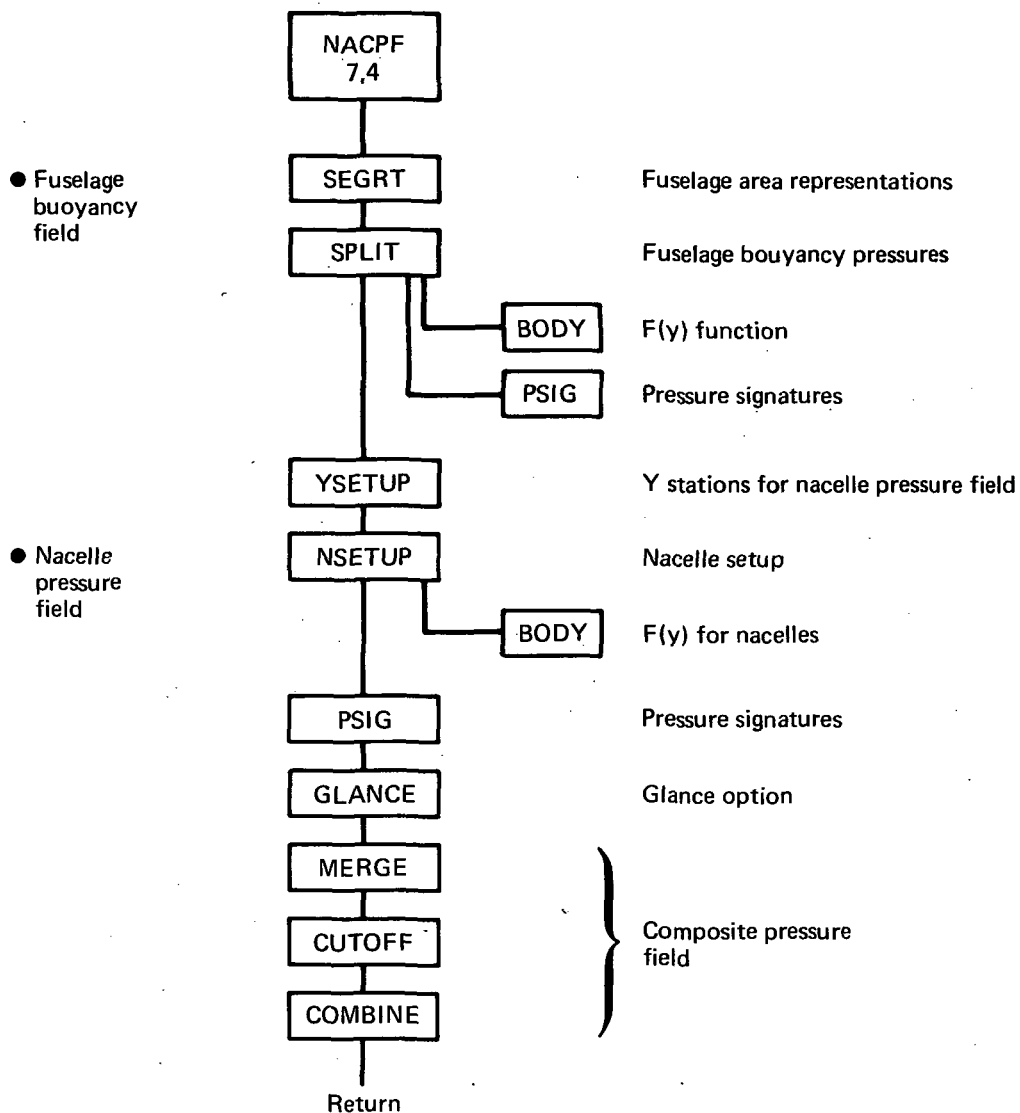 NACPF
7,4
● Fuselage
buoyancy
field
SEGRT
Fuselage area representations
SPLIT
Fuselage bouyancy pressures
BODY
F(y) function
PSIG
Pressure signatures
YSETUP
Y stations for nacelle pressure field
● Nacelle
pressure
field
NSETUP
Nacelle setup
BODY
F(y) for nacelles
PSIG
Pressure signatures
GLANCE
Glance option
MERGE
CUTOFF
COMBINE
Composite pressure
field
Return